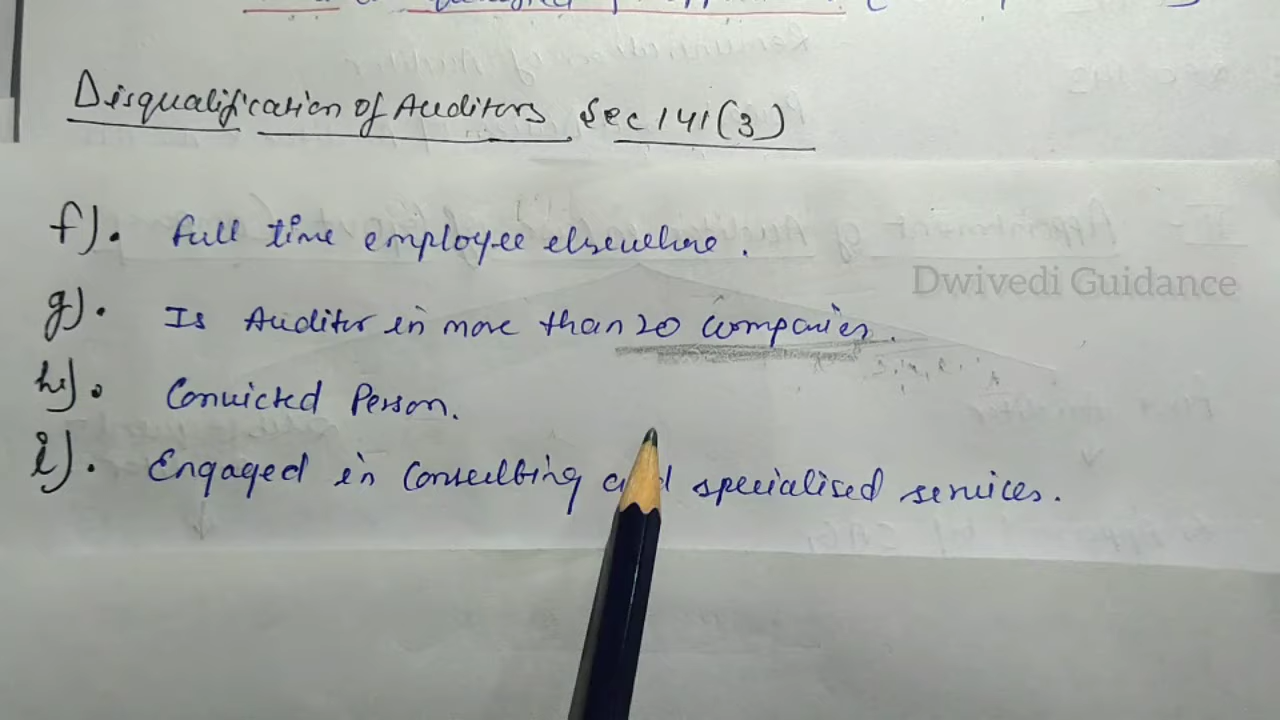 Disqualification of Auditors Sec 141(3)
f). Full time employee elsewhere.
Dwivedi Guidance
g). Is Auditor in more than 20 companies.
h). Convicted Person.
i). Engaged in Consulting and specialised services.